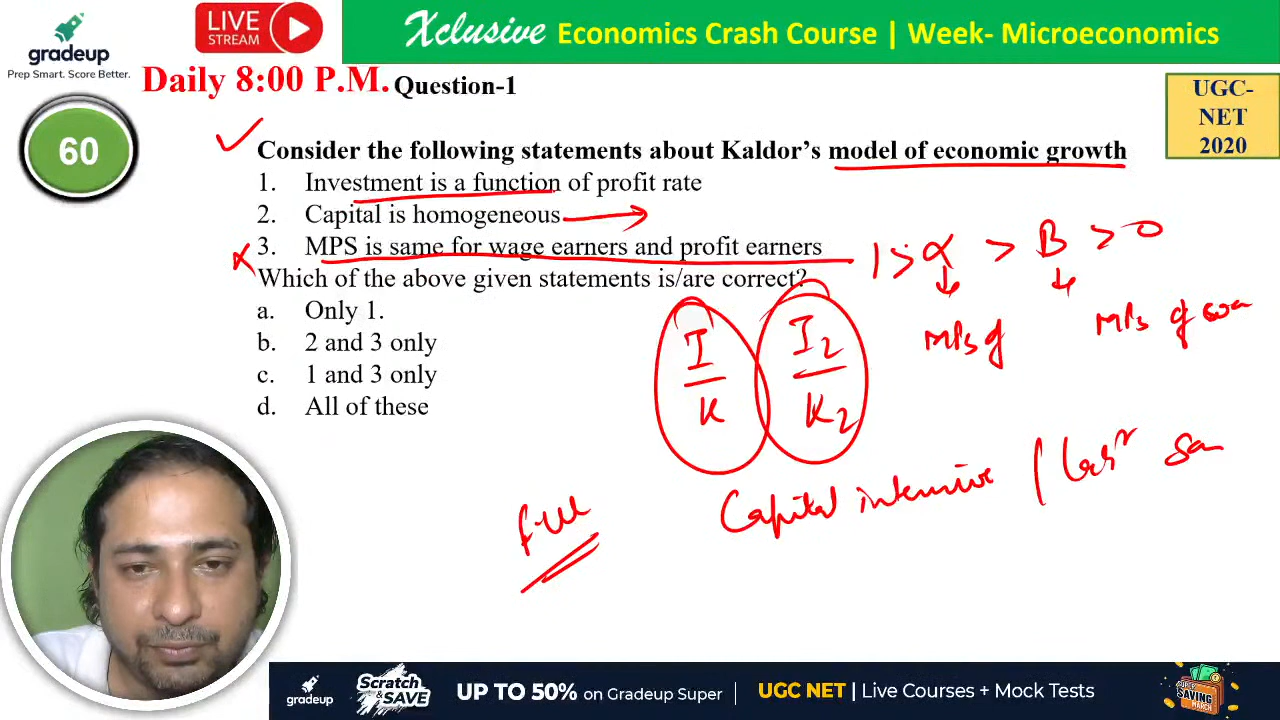 gradeup
Prep Smart. Score Better.
LIVE
STREAM
Xclusive Economics Crash Course | Week- Microeconomics
Daily 8:00 P.M. Question-1
UGC-
NET
2020
60
Consider the following statements about Kaldor’s model of economic growth
1. Investment is a function of profit rate
2. Capital is homogeneous
3. MPS is same for wage earners and profit earners
Which of the above given statements is/are correct?
a. Only 1.
b. 2 and 3 only
c. 1 and 3 only
d. All of these
1 > α > B > 0
MPS of
MPS of
I
K
I2
K2
Capital intensive /
gradeup
Scratch
& SAVE
UP TO 50% on Gradeup Super
UGC NET | Live Courses + Mock Tests
SUPER
SAVING
MARCH